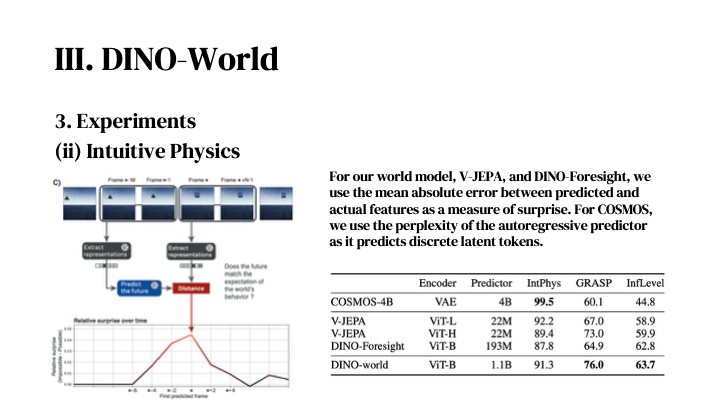 III. DINO-World
3. Experiments
(ii) Intuitive Physics
C)
Extract
representations
Extract
representations
Predict
the future
Distance
Does the future
match the
expectation of
the world's
behavior ?
Relative surprise over time
Relative surprise
(Impossible - Possible)
First predicted frame
For our world model, V-JEPA, and DINO-Foresight, we
use the mean absolute error between predicted and
actual features as a measure of surprise. For COSMOS,
we use the perplexity of the autoregressive predictor
as it predicts discrete latent tokens.
Encoder Predictor IntPhys GRASP InfLevel
COSMOS-4B VAE 4B 99.5 60.1 44.8
V-JEPA ViT-L 22M 92.2 67.0 58.9
V-JEPA ViT-H 22M 89.4 73.0 59.9
DINO-Foresight ViT-B 193M 87.8 64.9 62.8
DINO-world ViT-B 1.1B 91.3 76.0 63.7